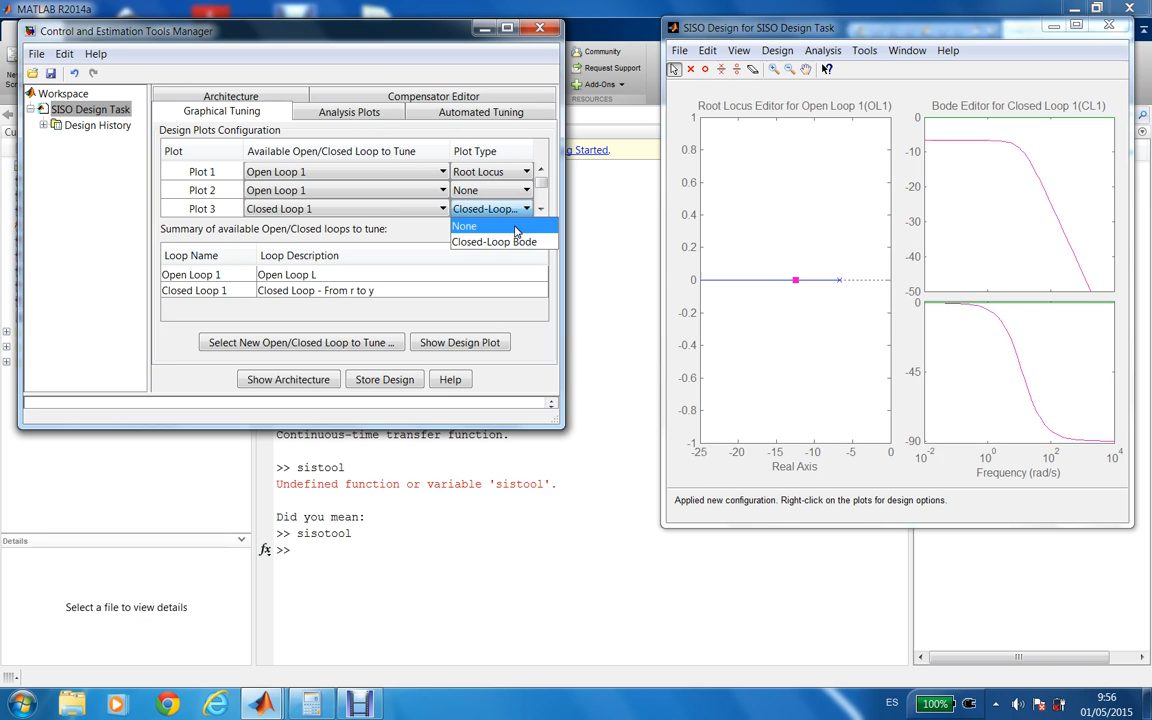 MATLAB R2014a
Control and Estimation Tools Manager
File Edit Help
Workspace
SISO Design Task
Design History
Architecture
Compensator Editor
Graphical Tuning
Analysis Plots
Automated Tuning
Design Plots Configuration
Plot
Available Open/Closed Loop to Tune
Plot Type
Plot 1
Open Loop 1
Root Locus
Plot 2
Open Loop 1
None
Plot 3
Closed Loop 1
Closed-Loop...
None
Closed-Loop Bode
Summary of available Open/Closed loops to tune:
Loop Name
Loop Description
Open Loop 1
Open Loop L
Closed Loop 1
Closed Loop - From r to y
Select New Open/Closed Loop to Tune ...
Show Design Plot
Show Architecture
Store Design
Help
Community
Request Support
Add-Ons
RESOURCES
g Started.
Continuous-time transfer function.
>> sistool
Undefined function or variable 'sistool'.
Did you mean:
>> sisotool
fx >>
Details
Select a file to view details
SISO Design for SISO Design Task
File Edit View Design Analysis Tools Window Help
Root Locus Editor for Open Loop 1(OL1)
1
0.8
0.6
0.4
0.2
0
-0.2
-0.4
-0.6
-0.8
-1
-25 -20 -15 -10 -5 0
Real Axis
Bode Editor for Closed Loop 1(CL1)
0
-10
-20
-30
-40
-50
0
-45
-90
10^-2 10^0 10^2 10^4
Frequency (rad/s)
Applied new configuration. Right-click on the plots for design options.
ES
100%
9:56
01/05/2015